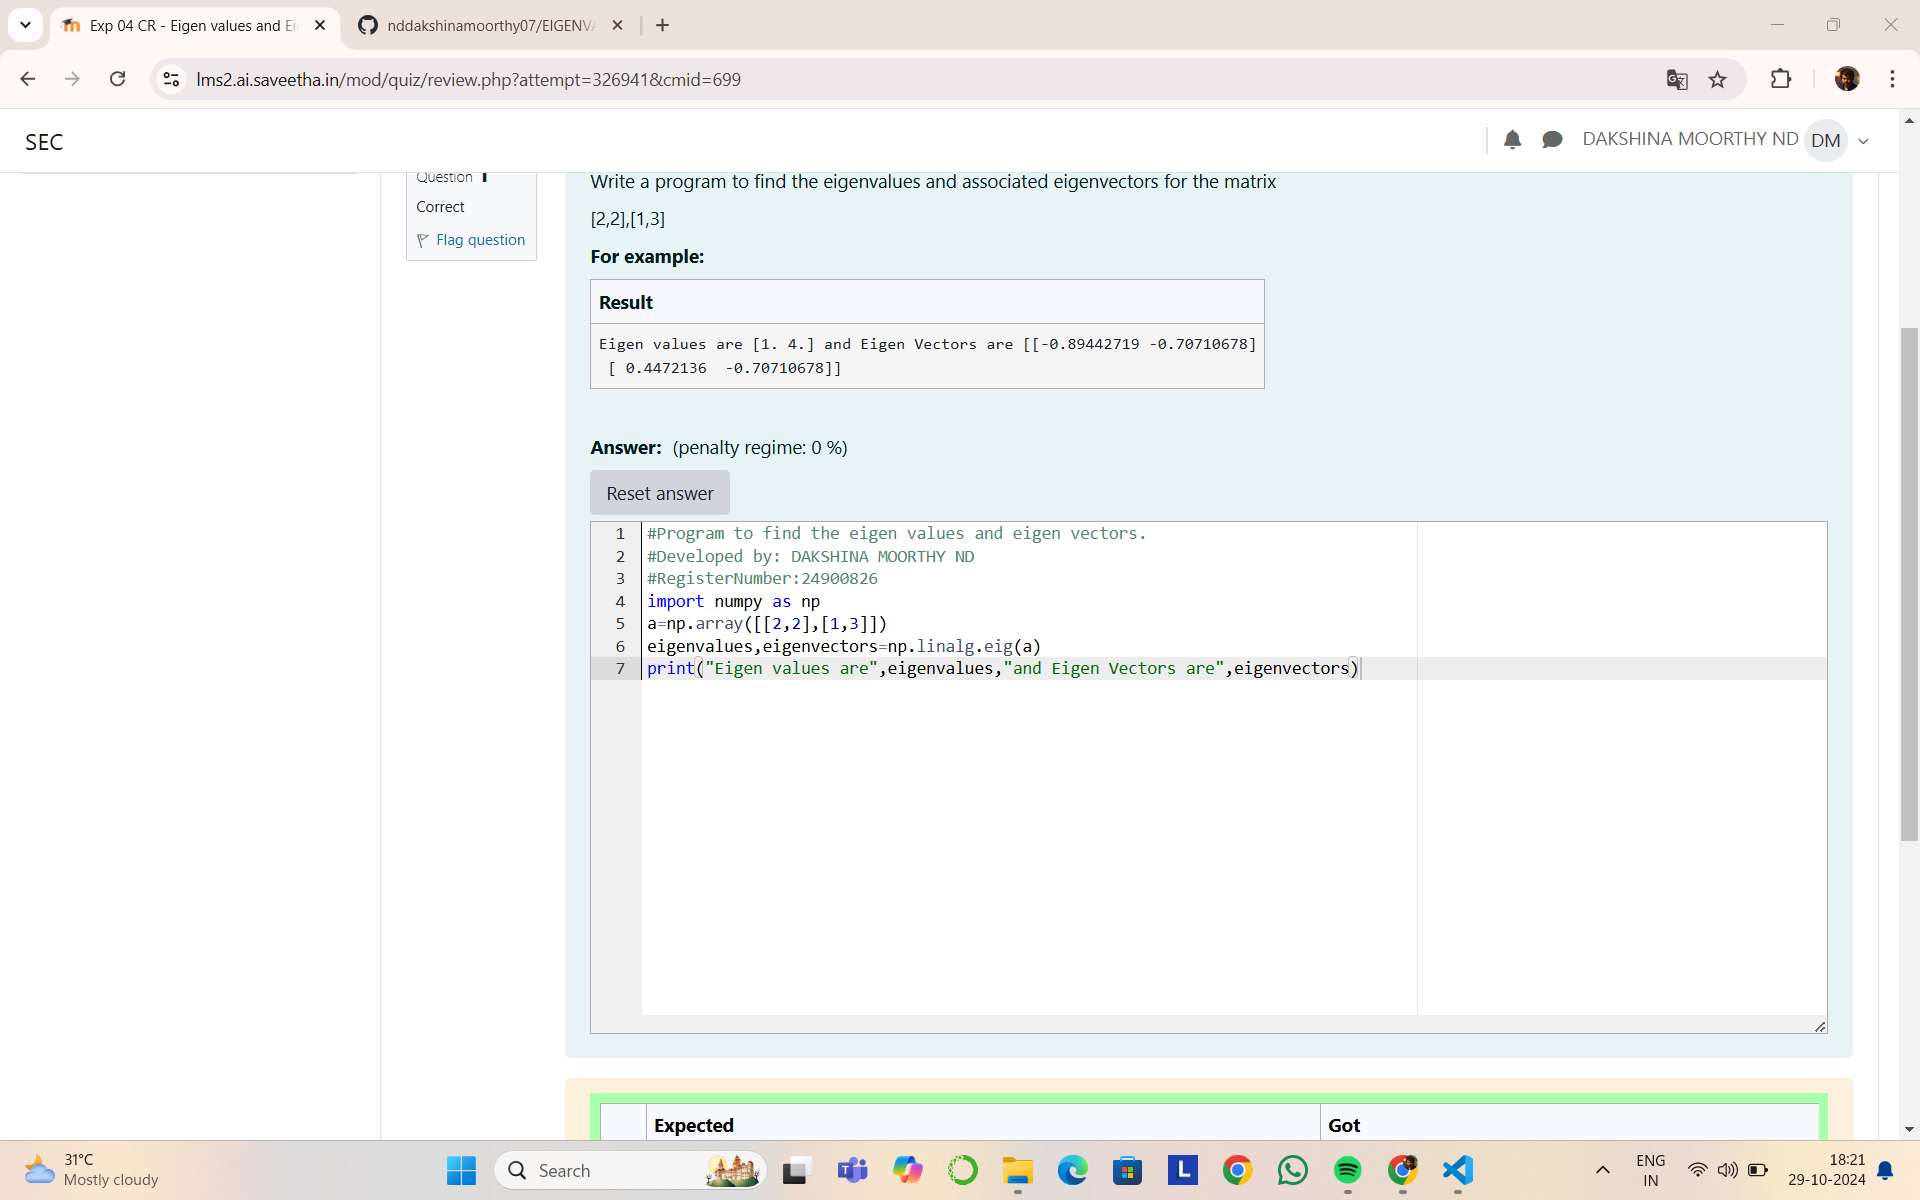 Exp 04 CR - Eigen values and Ei
nddakshinamoorthy07/EIGENVA
lms2.ai.saveetha.in/mod/quiz/review.php?attempt=326941&cmid=699
SEC
DAKSHINA MOORTHY ND
DM
Question 1
Correct
Flag question
Write a program to find the eigenvalues and associated eigenvectors for the matrix
[2,2],[1,3]
For example:
Result
Eigen values are [1. 4.] and Eigen Vectors are [[-0.89442719 -0.70710678]
[ 0.4472136  -0.70710678]]
Answer: (penalty regime: 0 %)
Reset answer
1 #Program to find the eigen values and eigen vectors.
2 #Developed by: DAKSHINA MOORTHY ND
3 #RegisterNumber:24900826
4 import numpy as np
5 a=np.array([[2,2],[1,3]])
6 eigenvalues,eigenvectors=np.linalg.eig(a)
7 print("Eigen values are",eigenvalues,"and Eigen Vectors are",eigenvectors)
Expected Got
31°C
Mostly cloudy
Search
ENG
IN
18:21
29-10-2024